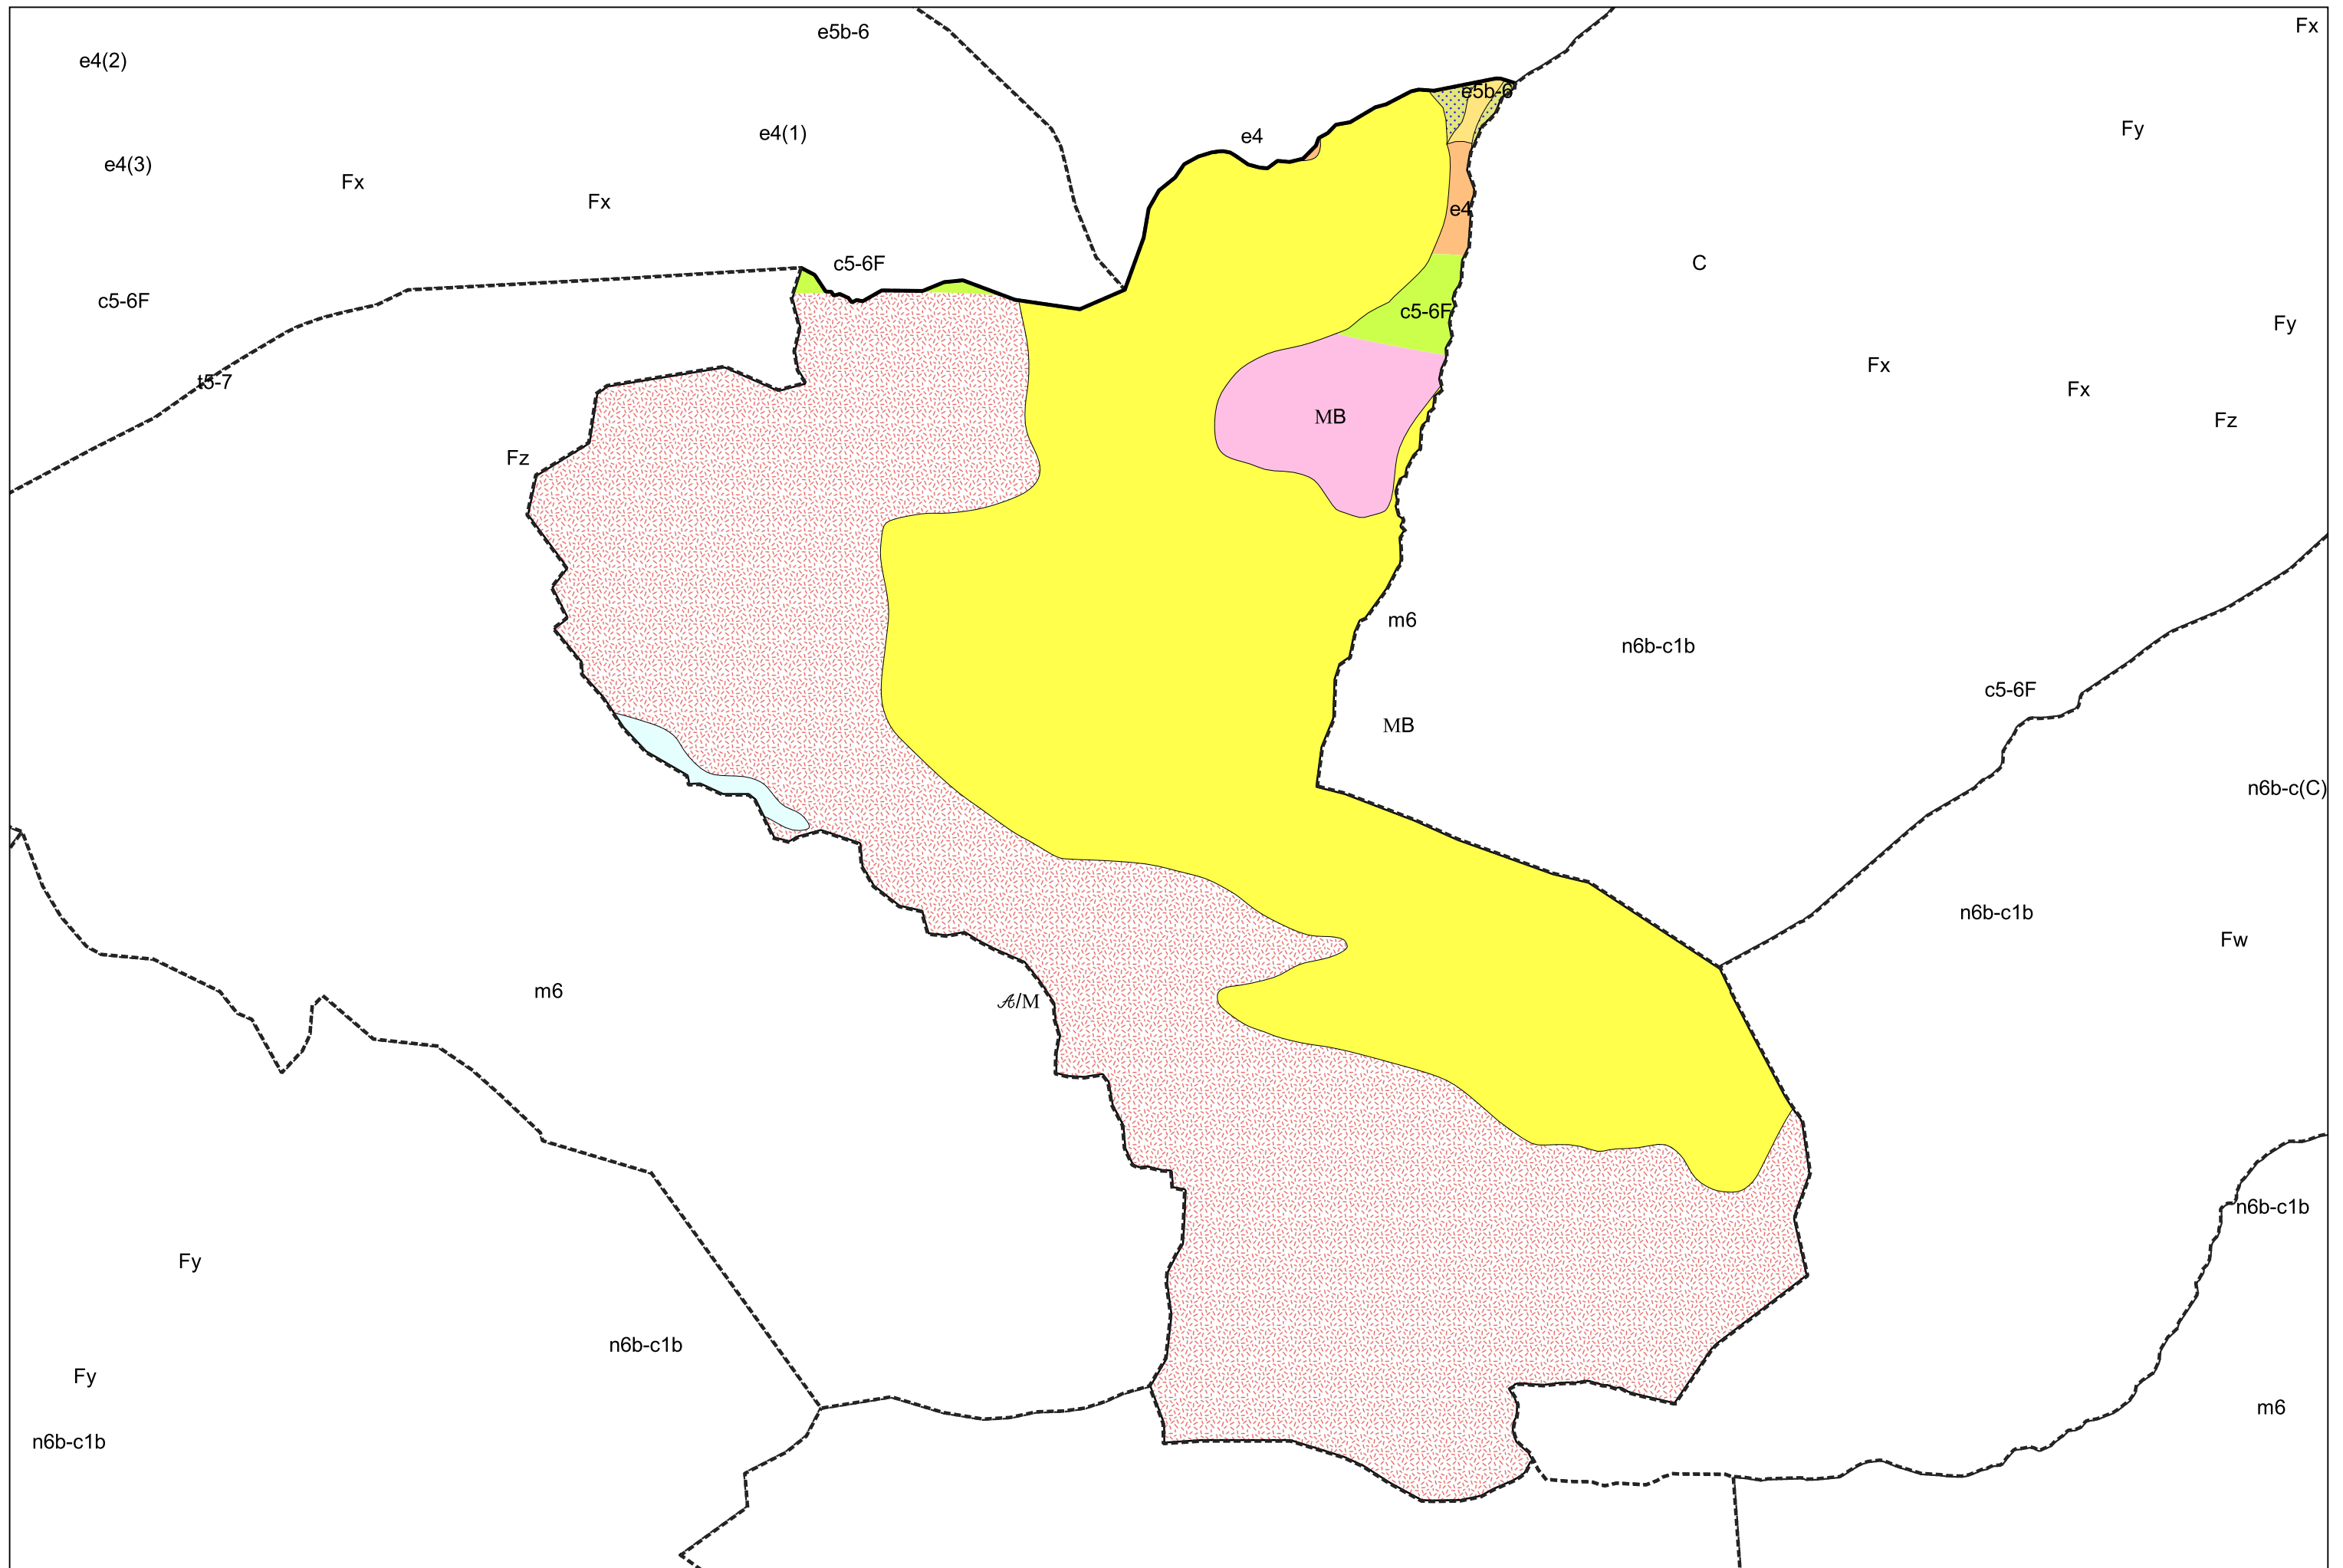 Fx
e5b-6
e4(2)
e5b-6
Fy
e4(1)
e4
e4(3)
Fx
Fx
e4
C
c5-6F
c5-6F
c5-6F
Fy
Fx
t5-7
Fx
MB
Fz
Fz
m6
n6b-c1b
c5-6F
MB
n6b-c(C)
n6b-c1b
Fw
m6
𝒜/M
n6b-c1b
Fy
n6b-c1b
Fy
m6
n6b-c1b